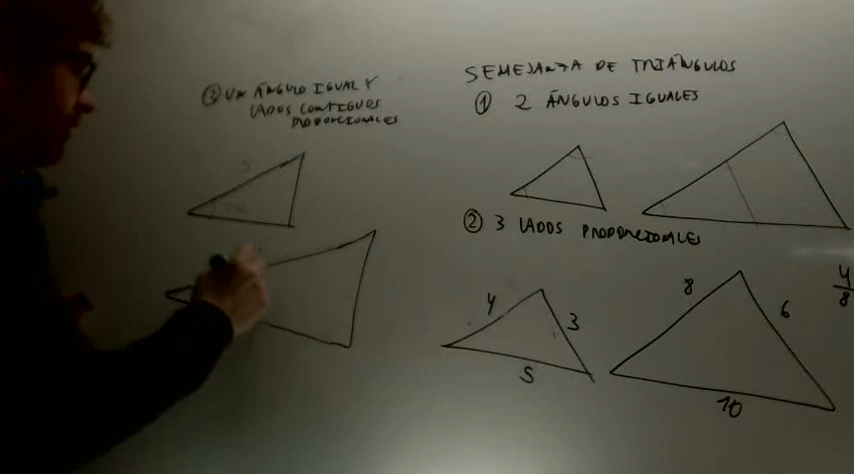 ③ UN ÁNGULO IGUAL Y
LADOS CONTIGUOS
PROPORCIONALES
5
SEMEJANZA DE TRIÁNGULOS
① 2 ÁNGULOS IGUALES
② 3 LADOS PROPORCIONALES
4
3
5
8
6
10
4
8